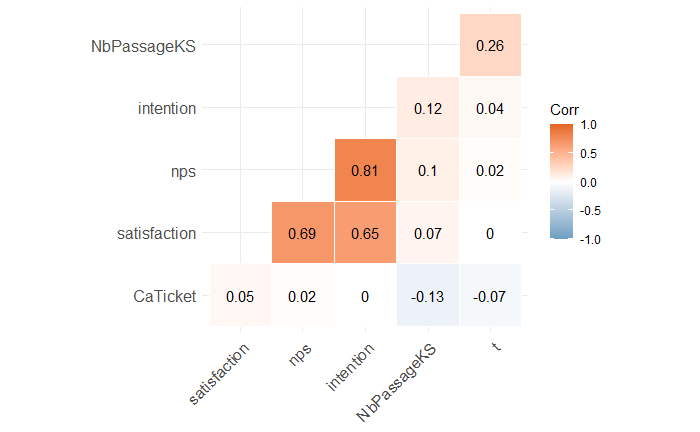 NbPassageKS 0.26
intention 0.12 0.04
Corr
1.0
0.5
0.0
-0.5
-1.0
nps 0.81 0.1 0.02
satisfaction 0.69 0.65 0.07 0
CaTicket 0.05 0.02 0 -0.13 -0.07
satisfaction nps intention NbPassageKS t